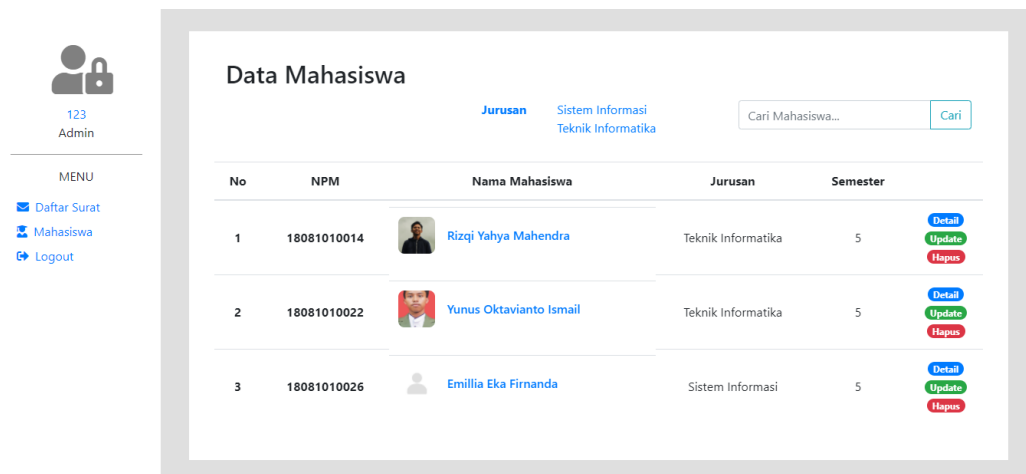 123
Admin
MENU
Daftar Surat
Mahasiswa
Logout
Data Mahasiswa
Jurusan Sistem Informasi
Teknik Informatika
Cari Mahasiswa... Cari
No NPM Nama Mahasiswa Jurusan Semester
1 18081010014 Rizqi Yahya Mahendra Teknik Informatika 5 Detail
Update
Hapus
2 18081010022 Yunus Oktavianto Ismail Teknik Informatika 5 Detail
Update
Hapus
3 18081010026 Emillia Eka Firnanda Sistem Informasi 5 Detail
Update
Hapus